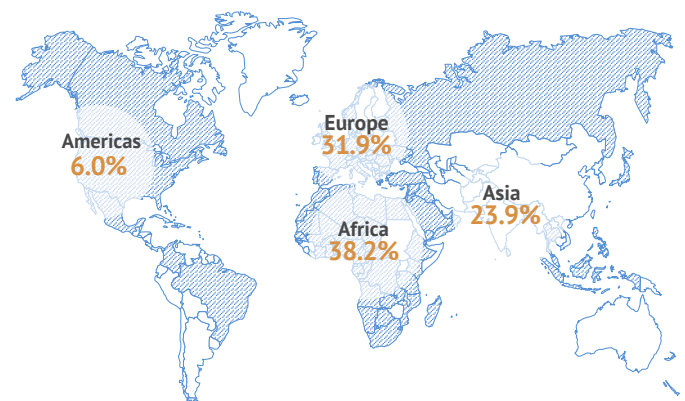 Americas
6.0%
Europe
31.9%
Africa
38.2%
Asia
23.9%